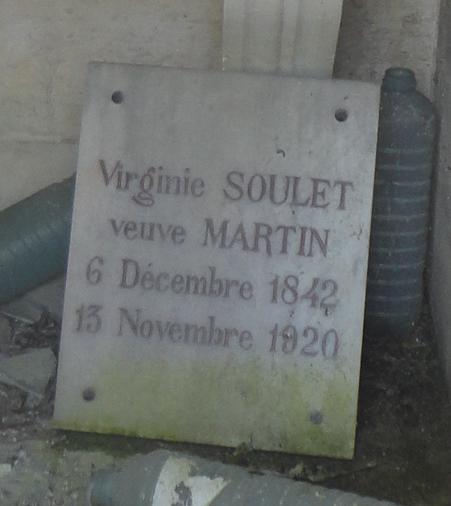 Virginie SOULET
veuve MARTIN
6 Décembre 1842
13 Novembre 1920